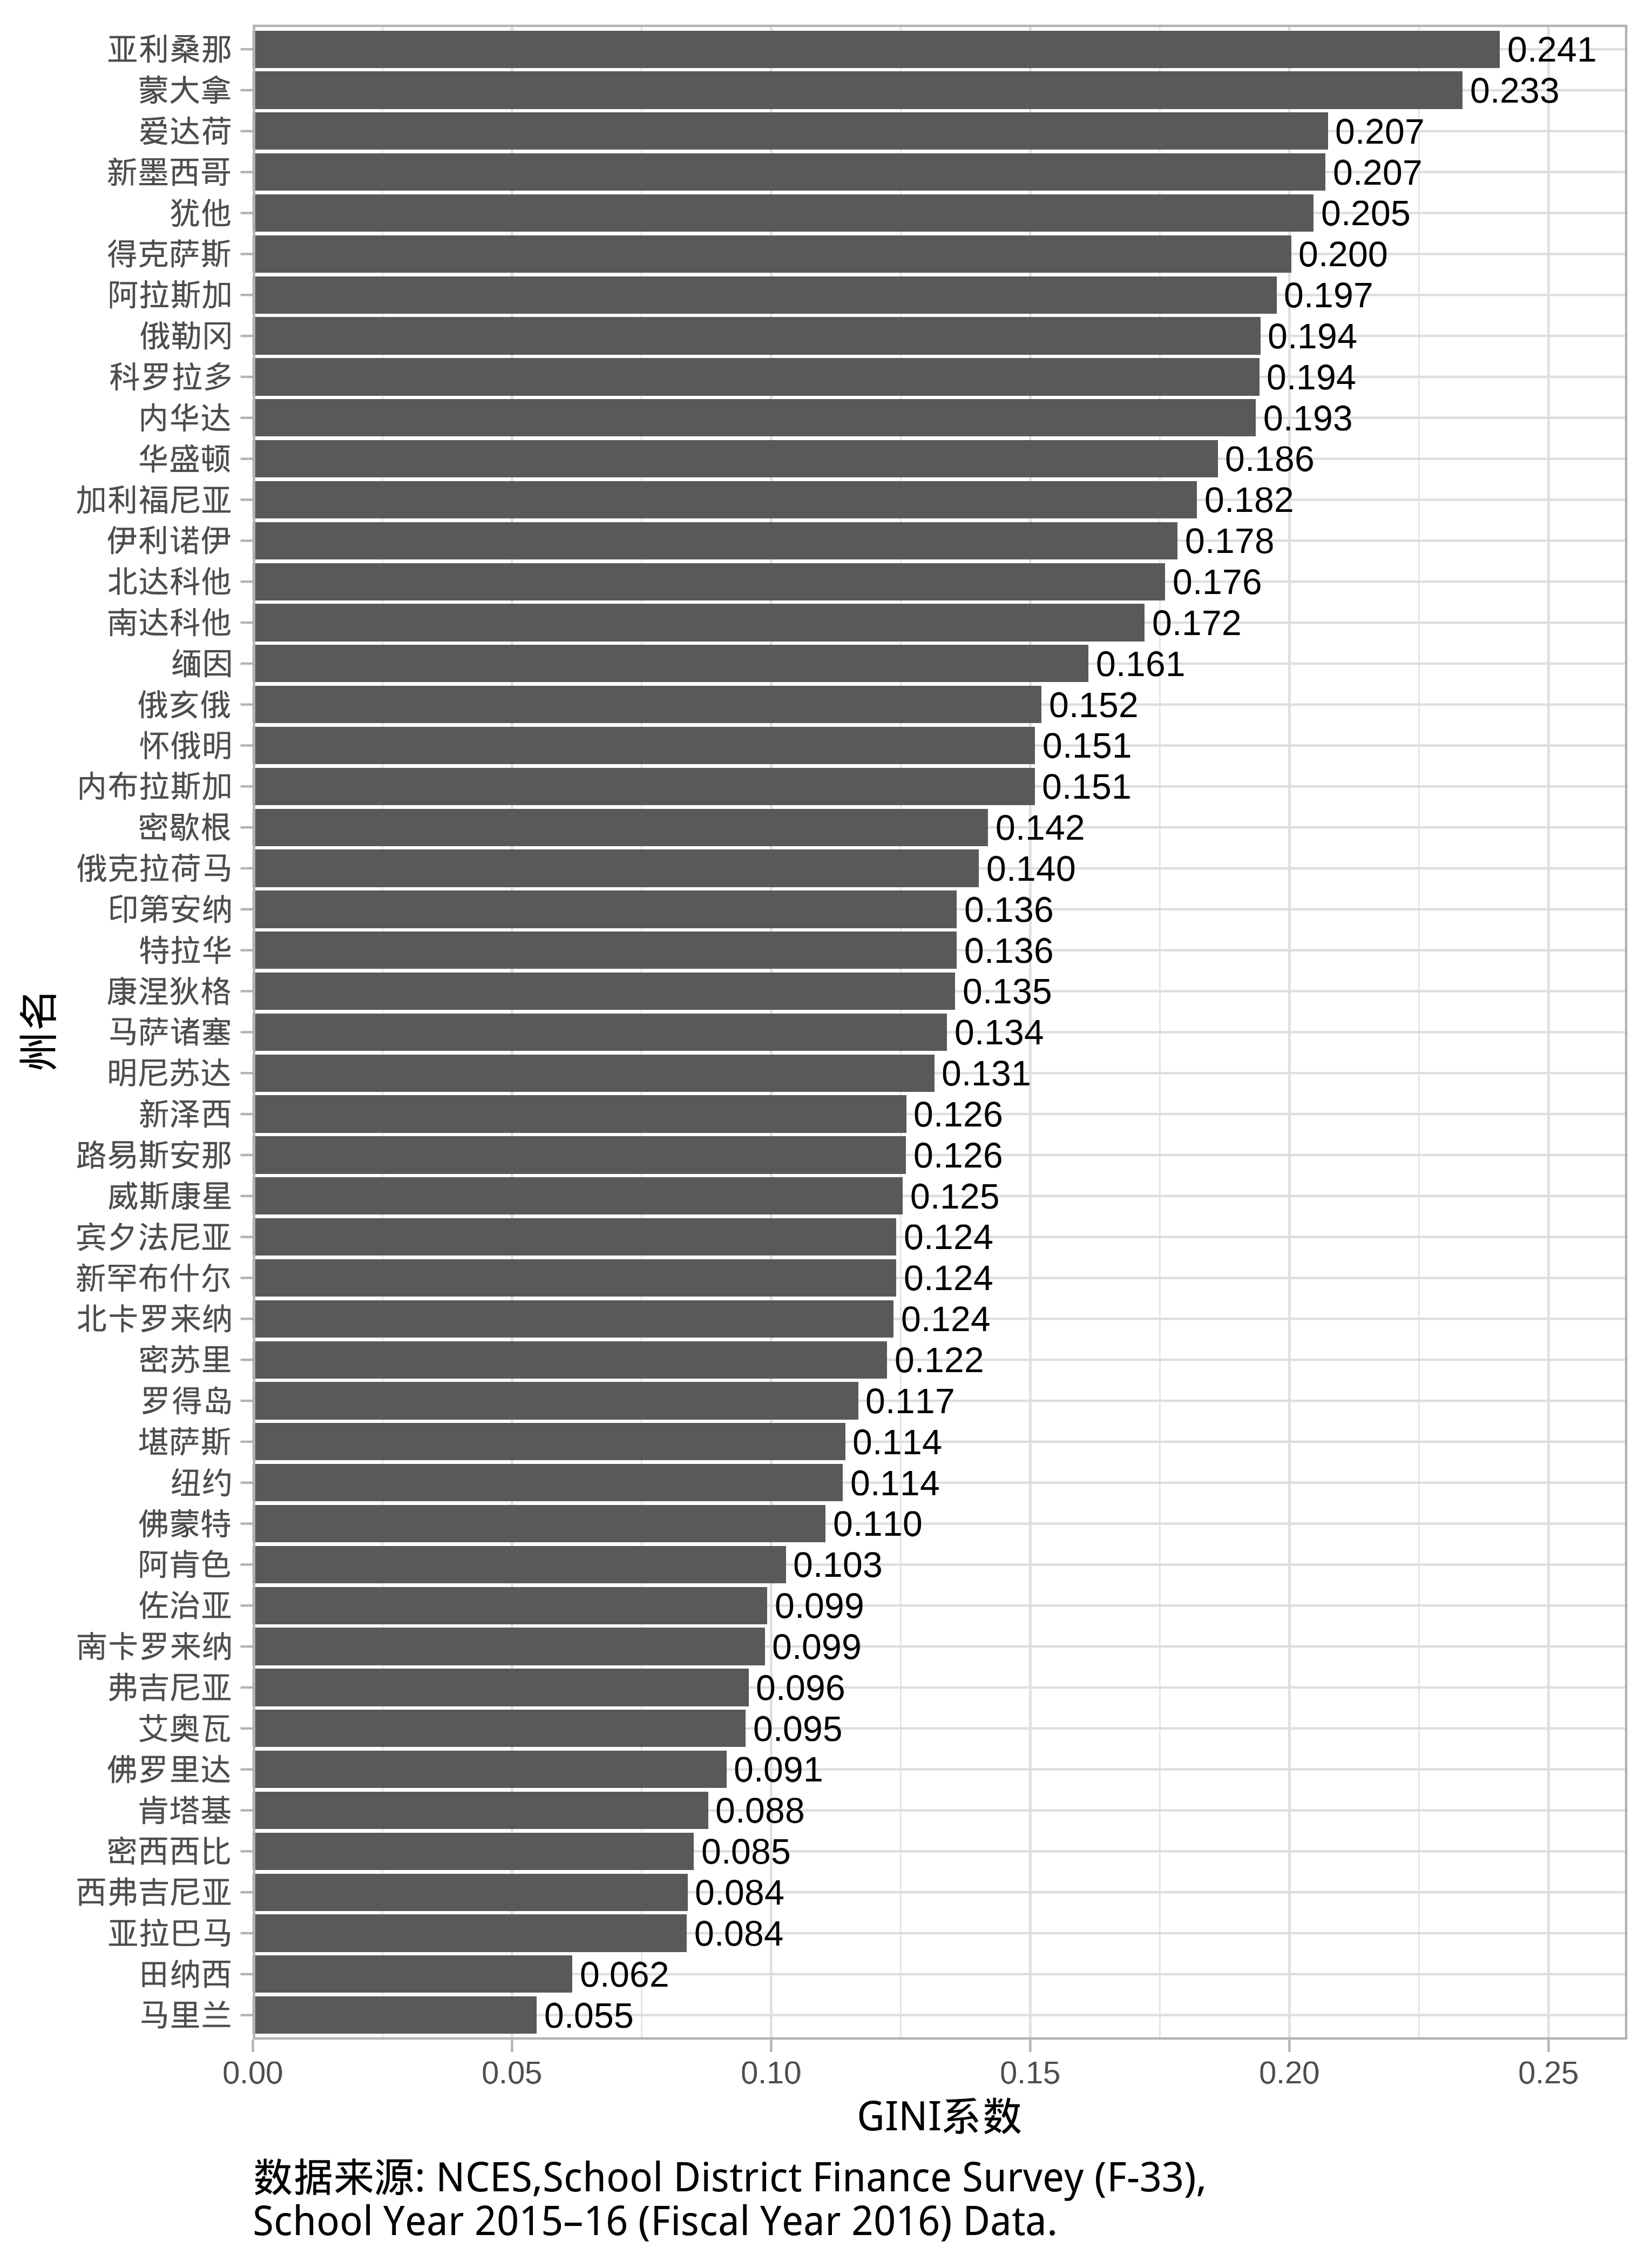 亚利桑那 0.241
蒙大拿 0.233
爱达荷 0.207
新墨西哥 0.207
犹他 0.205
得克萨斯 0.200
阿拉斯加 0.197
俄勒冈 0.194
科罗拉多 0.194
内华达 0.193
华盛顿 0.186
加利福尼亚 0.182
伊利诺伊 0.178
北达科他 0.176
南达科他 0.172
缅因 0.161
俄亥俄 0.152
怀俄明 0.151
内布拉斯加 0.151
密歇根 0.142
俄克拉荷马 0.140
印第安纳 0.136
特拉华 0.136
康涅狄格 0.135
马萨诸塞 0.134
明尼苏达 0.131
新泽西 0.126
路易斯安那 0.126
威斯康星 0.125
宾夕法尼亚 0.124
新罕布什尔 0.124
北卡罗来纳 0.124
密苏里 0.122
罗得岛 0.117
堪萨斯 0.114
纽约 0.114
佛蒙特 0.110
阿肯色 0.103
佐治亚 0.099
南卡罗来纳 0.099
弗吉尼亚 0.096
艾奥瓦 0.095
佛罗里达 0.091
肯塔基 0.088
密西西比 0.085
西弗吉尼亚 0.084
亚拉巴马 0.084
田纳西 0.062
马里兰 0.055
州名
0.00 0.05 0.10 0.15 0.20 0.25
GINI系数
数据来源: NCES,School District Finance Survey (F-33),
School Year 2015–16 (Fiscal Year 2016) Data.